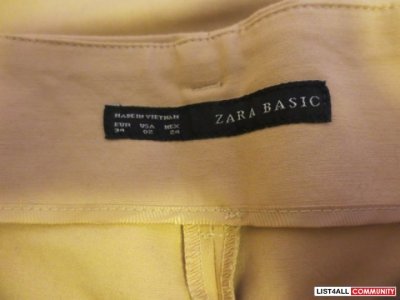 MADE IN VIETNAM
EUR USA MEX
34 02 24
ZARA BASIC
LIST4ALL COMMUNITY